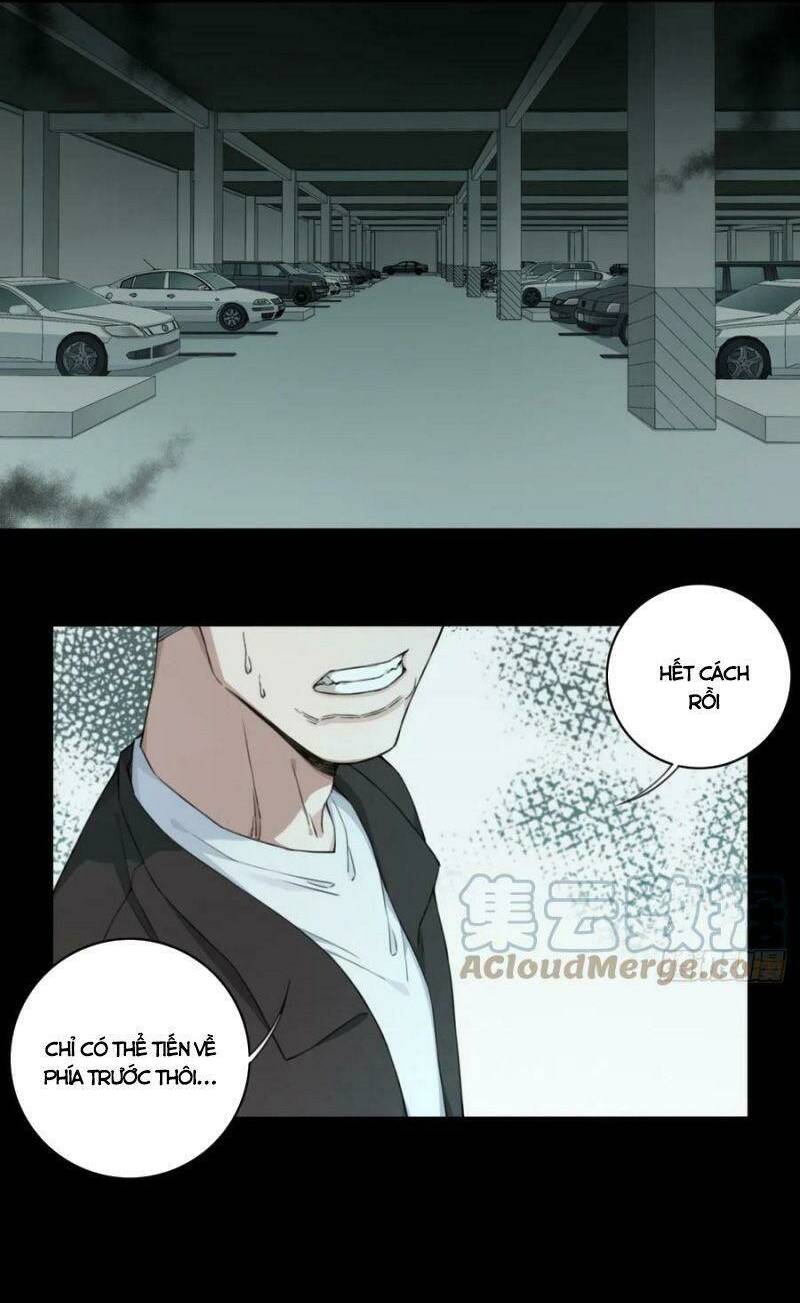 HẾT CÁCH
RỒI
集云数据
ACloudMerge.com
CHỈ CÓ THỂ TIẾN VỀ
PHÍA TRƯỚC THÔI...